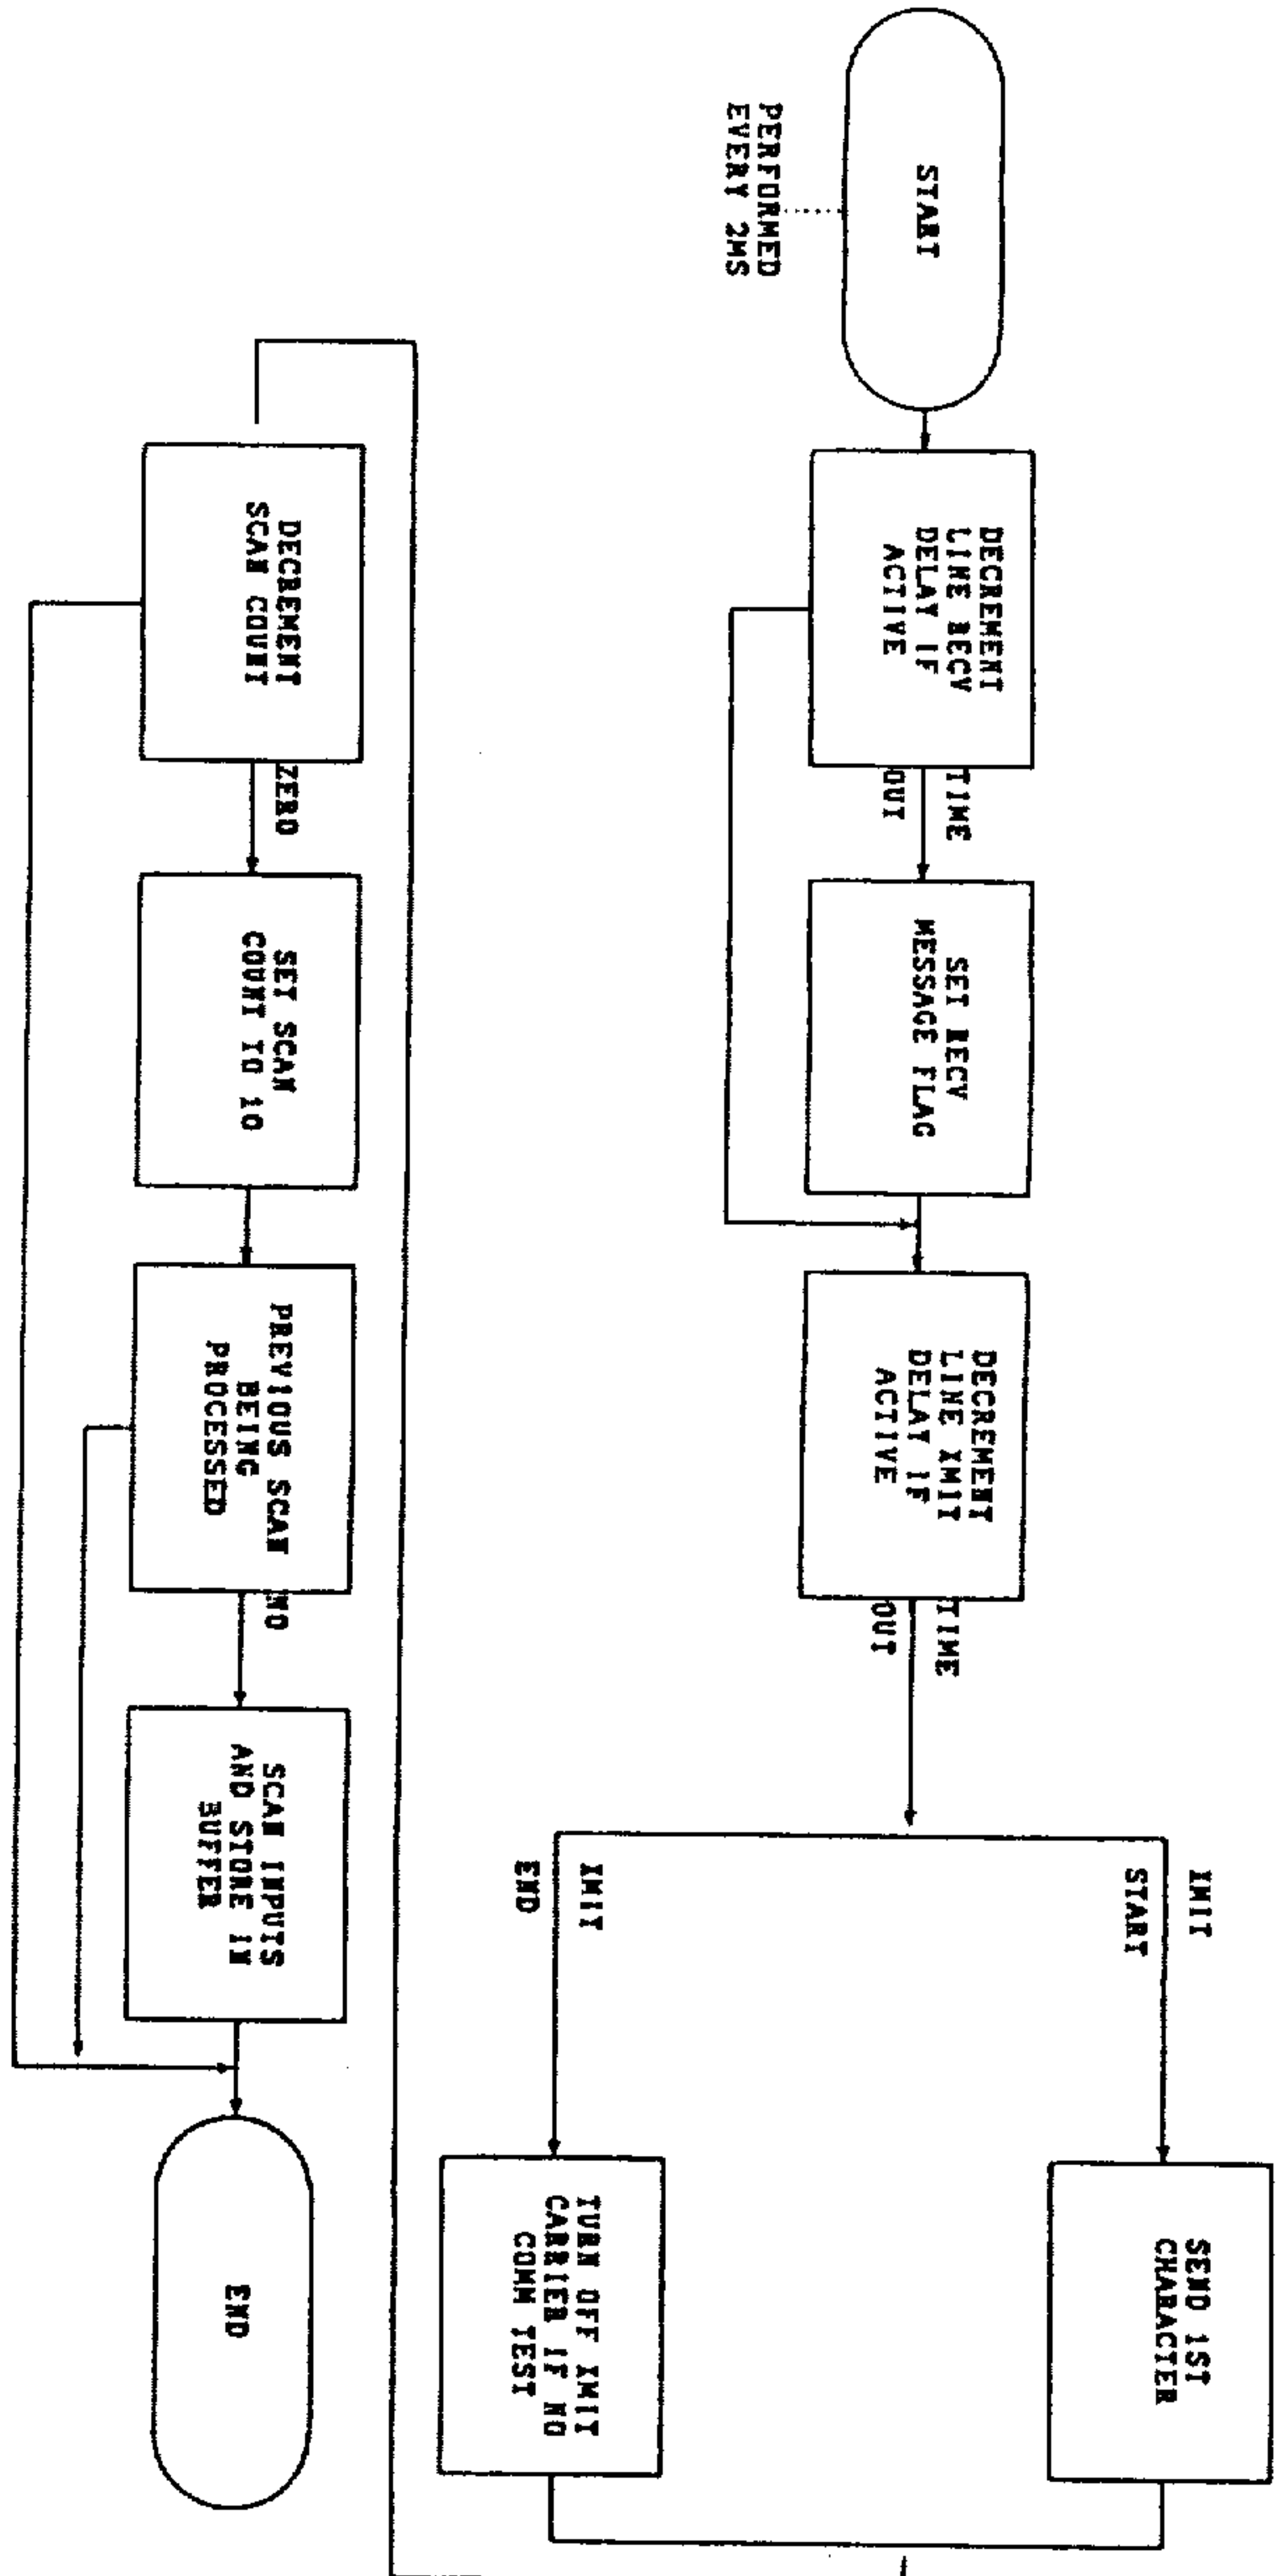 START
PERFORMED
EVERY 2MS
DECREMENT
LINE RECV
DELAY IF
ACTIVE
TIME
OUT
SET RECV
MESSAGE FLAG
DECREMENT
LINE XMIT
DELAY IF
ACTIVE
TIME
OUT
XMIT
START
SEND 1ST
CHARACTER
XMIT
END
TURN OFF XMIT
CARRIER IF NO
COMM TEST
DECREMENT
SCAN COUNT
ZERO
SET SCAN
COUNT TO 10
PREVIOUS SCAN
BEING
PROCESSED
NO
SCAN INPUTS
AND STORE IN
BUFFER
END